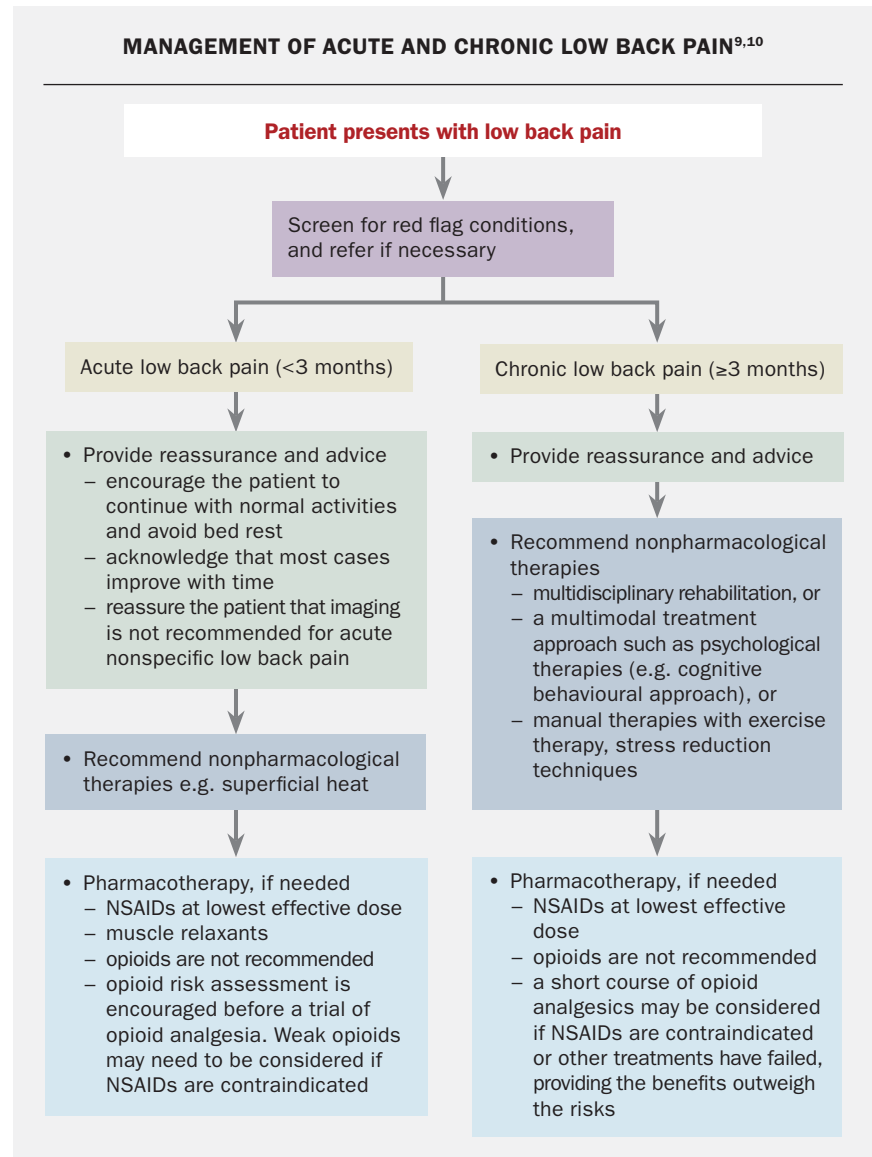 MANAGEMENT OF ACUTE AND CHRONIC LOW BACK PAIN9,10
Patient presents with low back pain
Screen for red flag conditions,
and refer if necessary
Acute low back pain (<3 months)
• Provide reassurance and advice
– encourage the patient to
continue with normal activities
and avoid bed rest
– acknowledge that most cases
improve with time
– reassure the patient that imaging
is not recommended for acute
nonspecific low back pain
• Recommend nonpharmacological
therapies e.g. superficial heat
• Pharmacotherapy, if needed
– NSAIDs at lowest effective dose
– muscle relaxants
– opioids are not recommended
– opioid risk assessment is
encouraged before a trial of
opioid analgesia. Weak opioids
may need to be considered if
NSAIDs are contraindicated
Chronic low back pain (≥3 months)
• Provide reassurance and advice
• Recommend nonpharmacological
therapies
– multidisciplinary rehabilitation, or
– a multimodal treatment
approach such as psychological
therapies (e.g. cognitive
behavioural approach), or
– manual therapies with exercise
therapy, stress reduction
techniques
• Pharmacotherapy, if needed
– NSAIDs at lowest effective
dose
– opioids are not recommended
– a short course of opioid
analgesics may be considered
if NSAIDs are contraindicated
or other treatments have failed,
providing the benefits outweigh
the risks